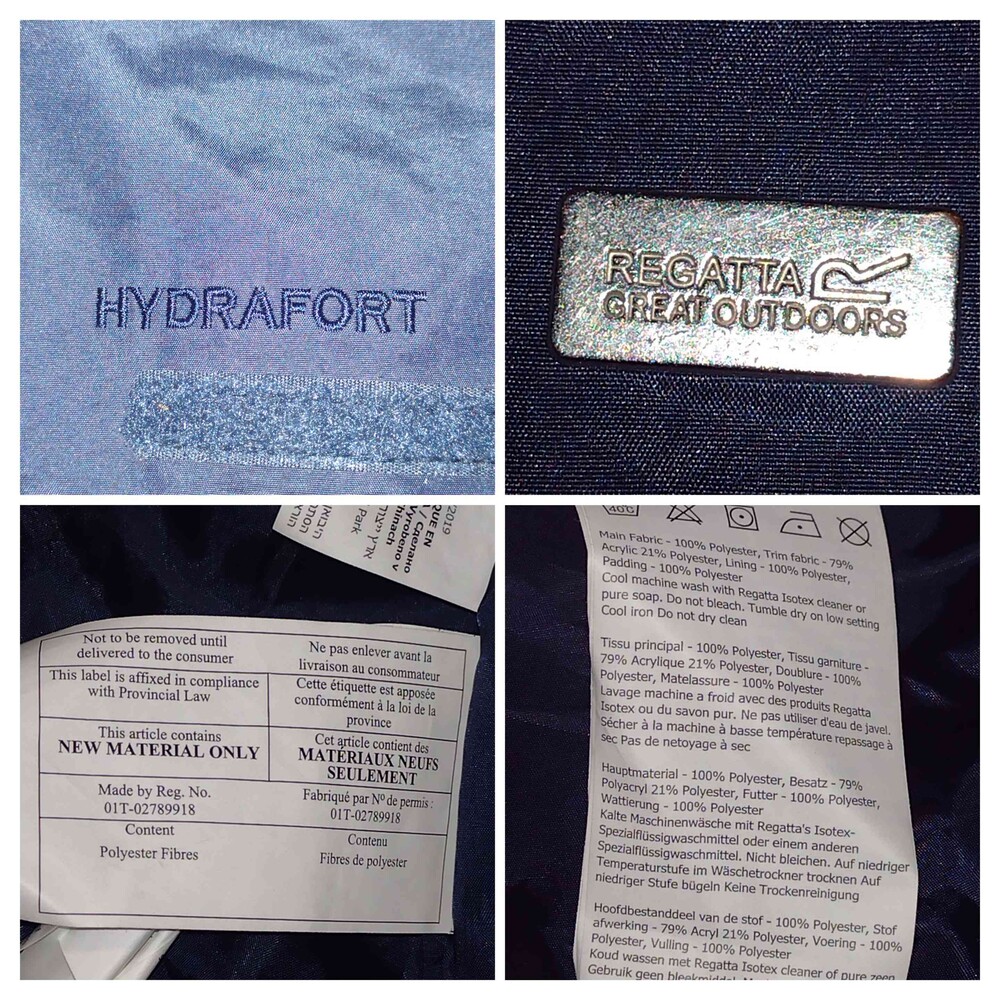 HYDRAFORT
REGATTA
GREAT OUTDOORS
2019
QUE EN
/ Сделано
Vyrobeno v
hinach
Park
Not to be removed until
delivered to the consumer
Ne pas enlever avant la
livraison au consommateur
This label is affixed in compliance
with Provincial Law
Cette étiquette est apposée
conformément à la loi de la
province
This article contains
NEW MATERIAL ONLY
Cet article contient des
MATÉRIAUX NEUFS
SEULEMENT
Made by Reg. No.
01T-02789918
Fabriqué par Nº de permis :
01T-02789918
Content
Polyester Fibres
Contenu
Fibres de polyester
40°C
Main Fabric - 100% Polyester, Trim fabric - 79%
Acrylic 21% Polyester, Lining - 100% Polyester,
Padding - 100% Polyester
Cool machine wash with Regatta Isotex cleaner or
pure soap. Do not bleach. Tumble dry on low setting
Cool iron Do not dry clean
Tissu principal - 100% Polyester, Tissu garniture -
79% Acrylique 21% Polyester, Doublure - 100%
Polyester, Matelassure - 100% Polyester
Lavage machine a froid avec des produits Regatta
Isotex ou du savon pur. Ne pas utiliser d'eau de javel.
Sécher à la machine à basse température repassage à
sec Pas de netoyage à sec
Hauptmaterial - 100% Polyester, Besatz - 79%
Polyacryl 21% Polyester, Futter - 100% Polyester,
Wattierung - 100% Polyester
Kalte Maschinenwäsche mit Regatta's Isotex-
Spezialflüssigwaschmittel oder einem anderen
Spezialflüssigwaschmittel. Nicht bleichen. Auf niedriger
Temperaturstufe im Wäschetrockner trocknen Auf
niedriger Stufe bügeln Keine Trockenreinigung
Hoofdbestanddeel van de stof - 100% Polyester, Stof
afwerking - 79% Acryl 21% Polyester, Voering - 100%
Polyester, Vulling - 100% Polyester
Koud wassen met Regatta Isotex cleaner of pure zeep
Gebruik geen bleekmiddel